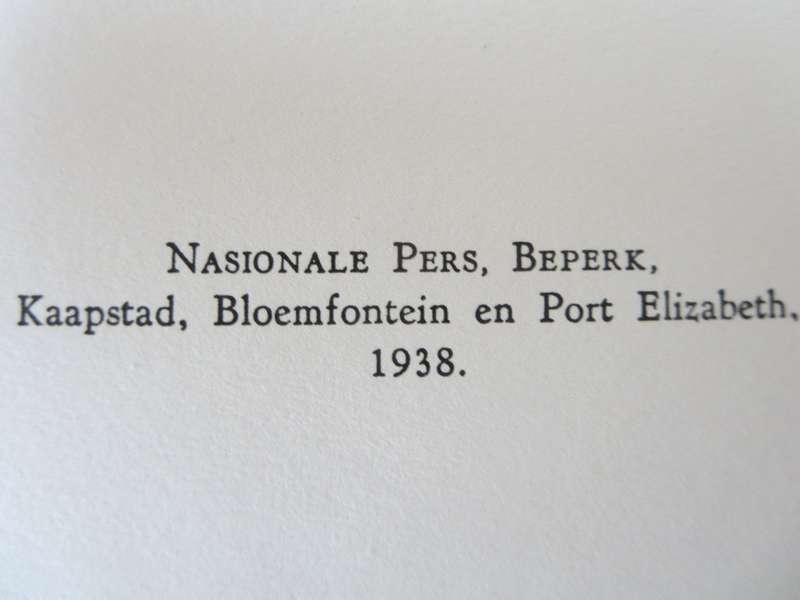 Nasionale Pers, Beperk,
Kaapstad, Bloemfontein en Port Elizabeth.
1938.